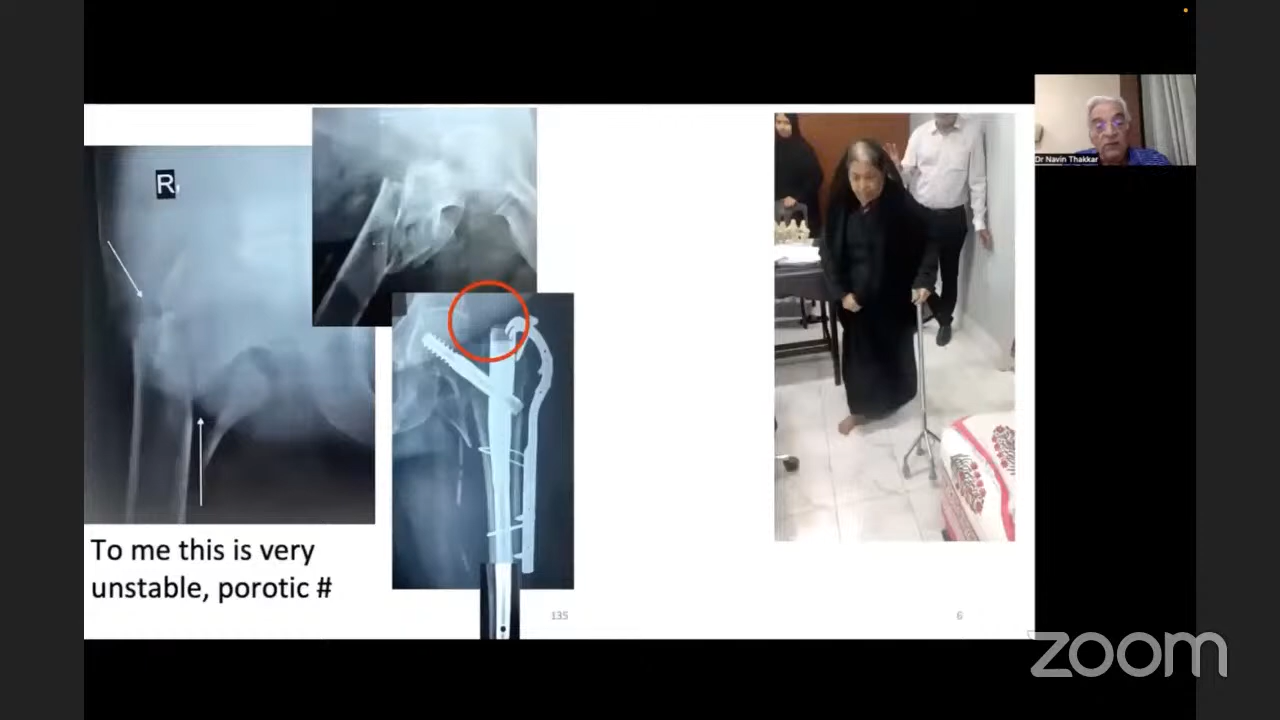 R
Dr Navin Thakkar
To me this is very
unstable, porotic #
135
6
zoom